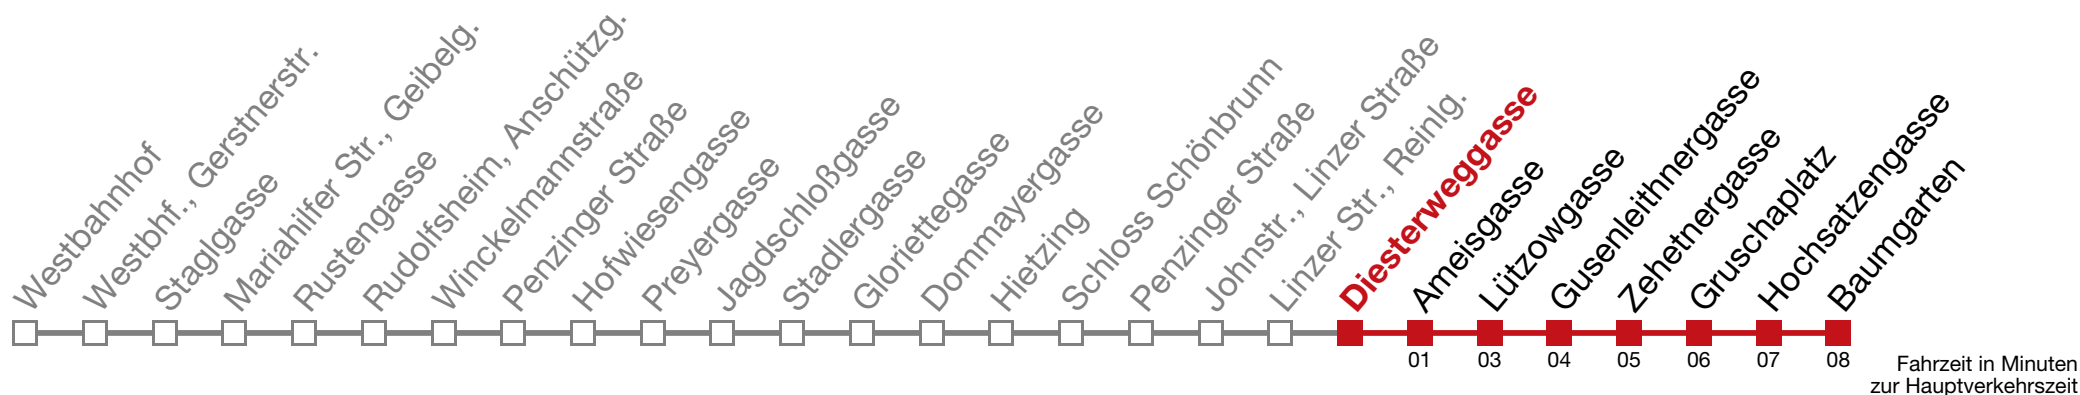 Westbahnhof
Westbhf., Gerstnerstr.
Staglgasse
Mariahilfer Str., Geibelg.
Rustengasse
Rudolfsheim, Anschützg.
Winckelmannstraße
Penzinger Straße
Hofwiesengasse
Preyergasse
Jagdschloßgasse
Stadlergasse
Gloriettegasse
Dommayergasse
Hietzing
Schloss Schönbrunn
Penzinger Straße
Johnstr., Linzer Straße
Linzer Str., Reinlg.
Diesterweggasse
Ameisgasse
Lützowgasse
Gusenleithnergasse
Zehetnergasse
Gruschaplatz
Hochsatzengasse
Baumgarten
01 03 04 05 06 07 08
Fahrzeit in Minuten
zur Hauptverkehrszeit